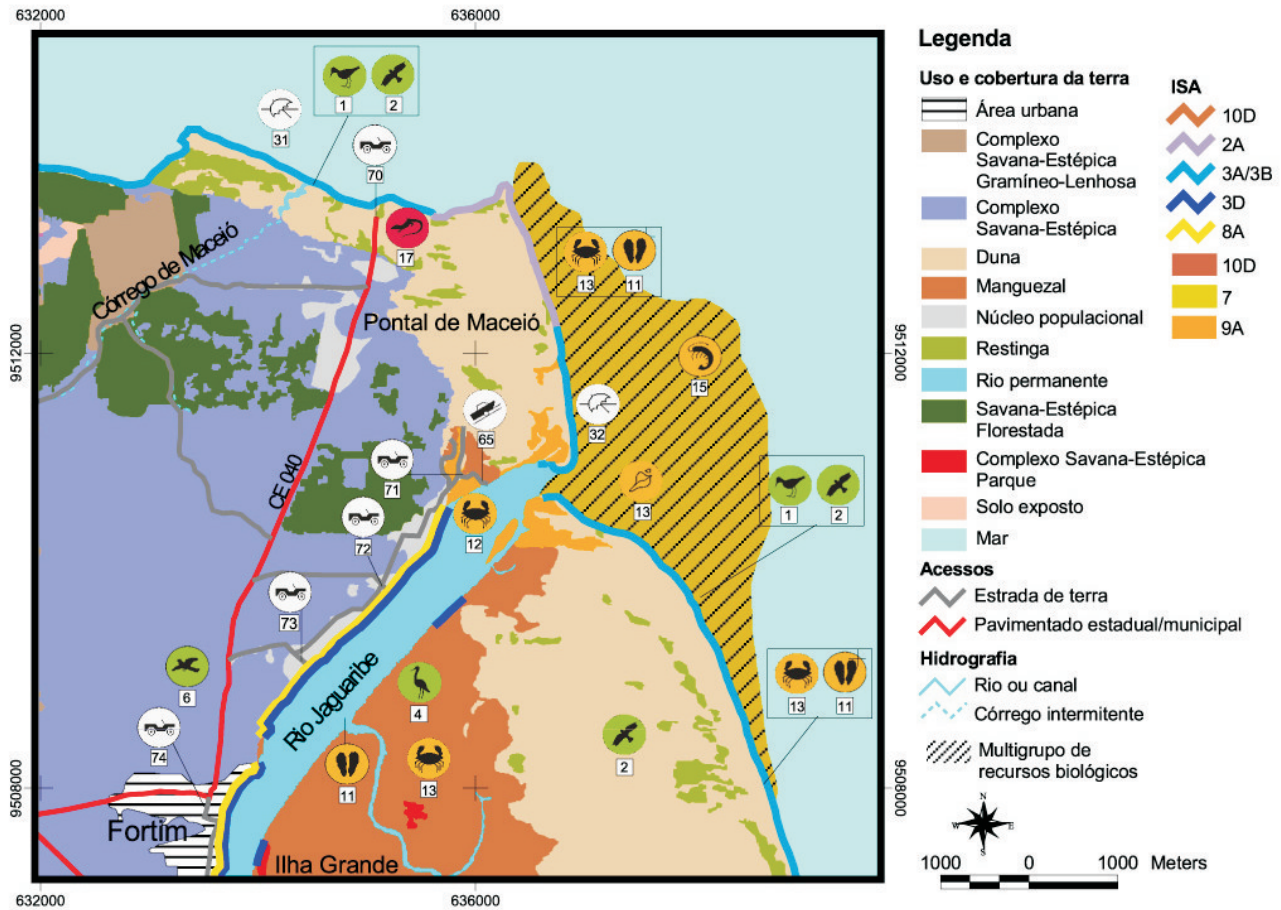 632000
636000
1
2
31
70
17
Córrego de Maceió
13
11
Pontal de Maceió
9512000
9512000
15
CE 040
65
32
71
13
1
2
72
12
73
6
Rio Jaguaribe
4
13
11
74
2
11
13
9508000
9508000
Fortim
Ilha Grande
632000
636000
Legenda
Uso e cobertura da terra
Área urbana
Complexo
Savana-Estépica
Gramíneo-Lenhosa
Complexo
Savana-Estépica
Duna
Manguezal
Núcleo populacional
Restinga
Rio permanente
Savana-Estépica
Florestada
Complexo Savana-Estépica
Parque
Solo exposto
Mar
Acessos
Estrada de terra
Pavimentado estadual/municipal
Hidrografia
Rio ou canal
Córrego intermitente
Multigrupo de
recursos biológicos
ISA
10D
2A
3A/3B
3D
8A
10D
7
9A
N
W E
S
1000 0 1000 Meters